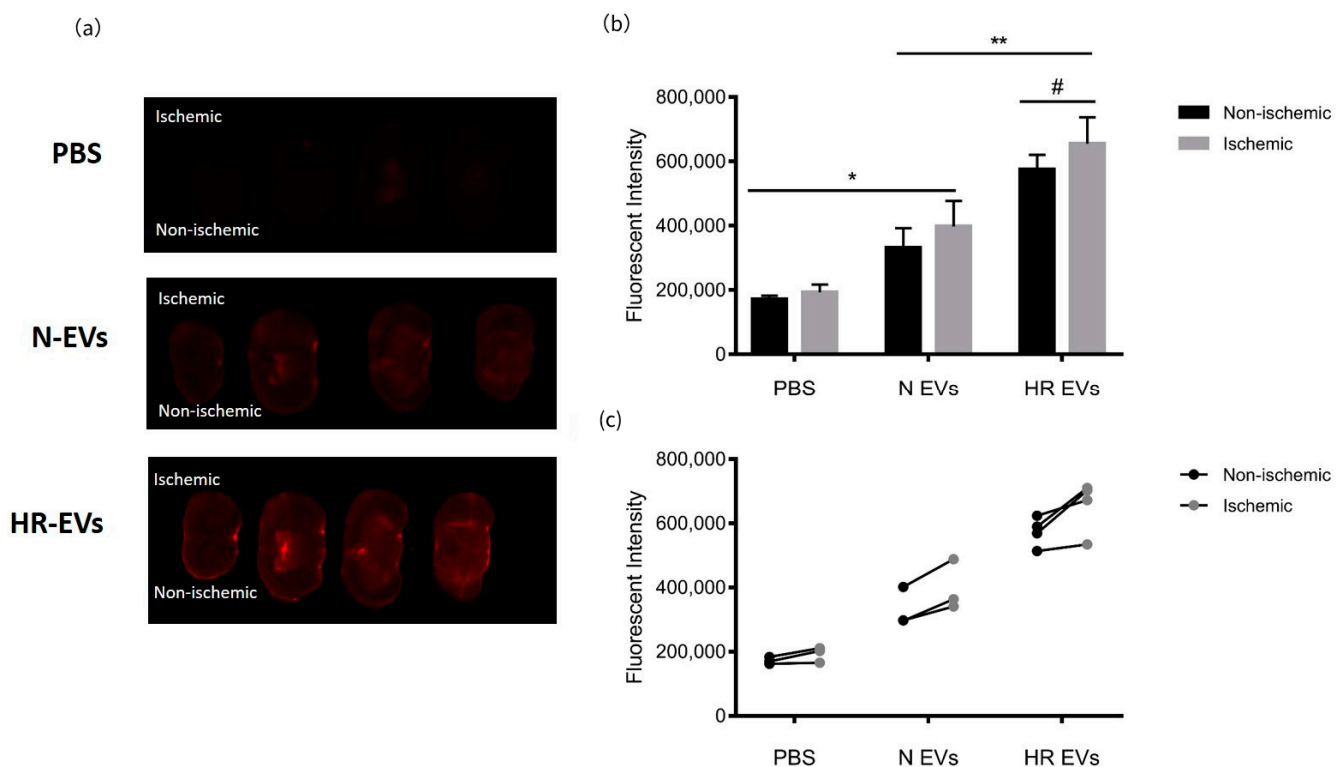 (a)
PBS
Ischemic
Non-ischemic
N-EVs
Ischemic
Non-ischemic
HR-EVs
Ischemic
Non-ischemic
(b)
Fluorescent Intensity
800,000
600,000
400,000
200,000
0
*
**
#
PBS
N EVs
HR EVs
Non-ischemic
Ischemic
(c)
Fluorescent Intensity
800,000
600,000
400,000
200,000
0
PBS
N EVs
HR EVs
Non-ischemic
Ischemic